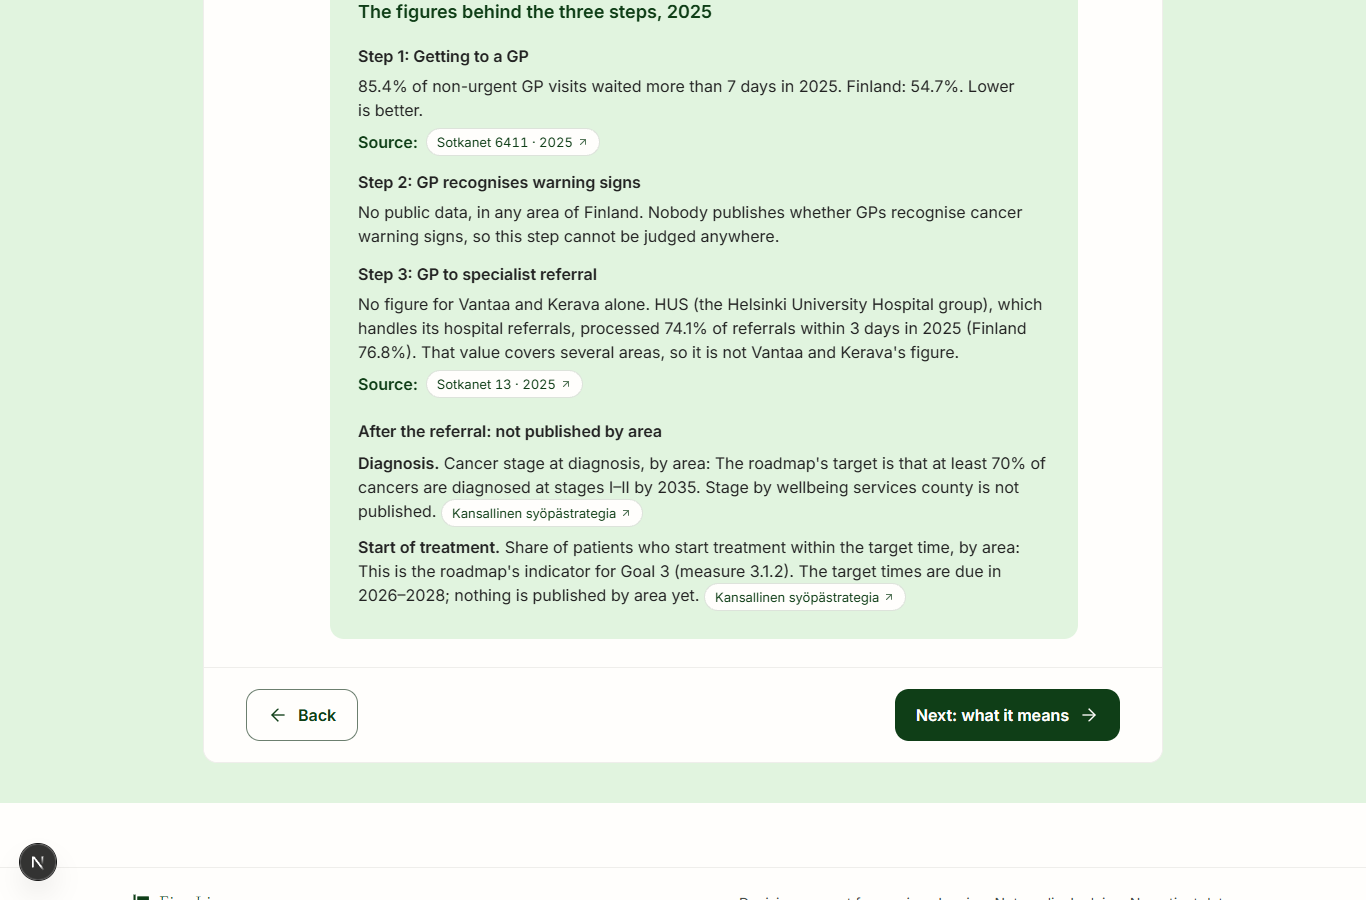 The figures behind the three steps, 2025
Step 1: Getting to a GP
85.4% of non-urgent GP visits waited more than 7 days in 2025. Finland: 54.7%. Lower
is better.
Source: Sotkanet 6411 · 2025 ↗
Step 2: GP recognises warning signs
No public data, in any area of Finland. Nobody publishes whether GPs recognise cancer
warning signs, so this step cannot be judged anywhere.
Step 3: GP to specialist referral
No figure for Vantaa and Kerava alone. HUS (the Helsinki University Hospital group), which
handles its hospital referrals, processed 74.1% of referrals within 3 days in 2025 (Finland
76.8%). That value covers several areas, so it is not Vantaa and Kerava's figure.
Source: Sotkanet 13 · 2025 ↗
After the referral: not published by area
Diagnosis. Cancer stage at diagnosis, by area: The roadmap's target is that at least 70% of
cancers are diagnosed at stages I–II by 2035. Stage by wellbeing services county is not
published. Kansallinen syöpästrategia ↗
Start of treatment. Share of patients who start treatment within the target time, by area:
This is the roadmap's indicator for Goal 3 (measure 3.1.2). The target times are due in
2026–2028; nothing is published by area yet. Kansallinen syöpästrategia ↗
← Back
Next: what it means →
N